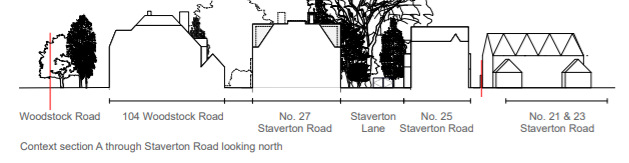 Woodstock Road
104 Woodstock Road
No. 27
Staverton Road
Staverton
Lane
No. 25
Staverton Road
No. 21 & 23
Staverton Road
Context section A through Staverton Road looking north